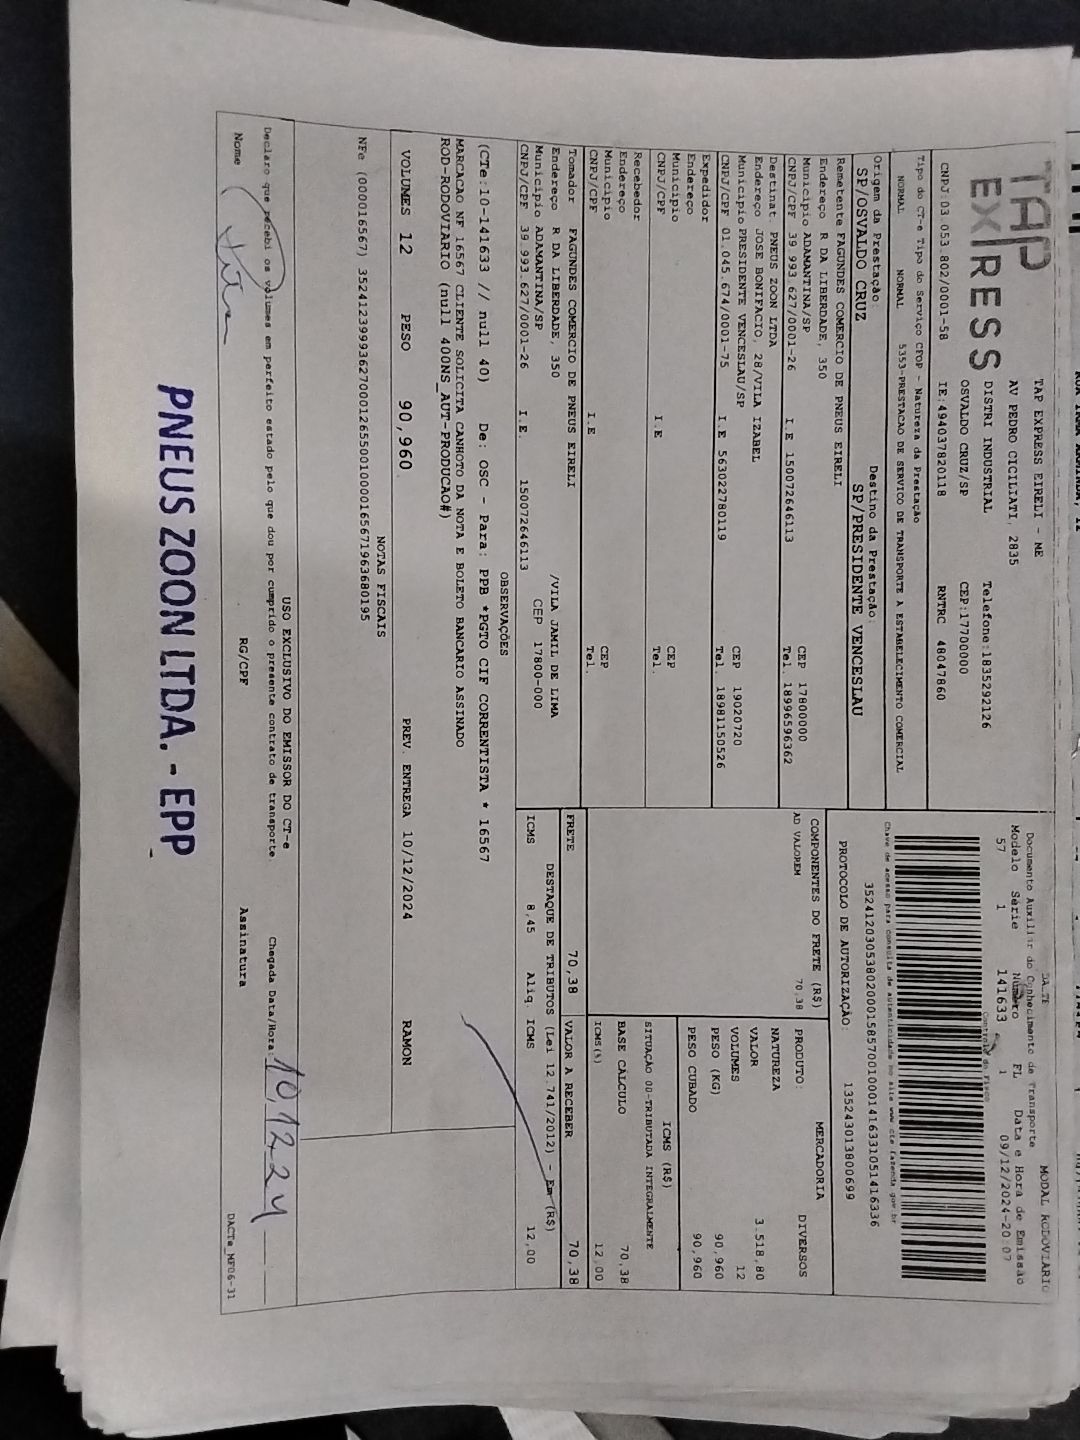 TAP
EXPRESS
TAP EXPRESS EIRELI - ME
AV PEDRO CICILIATI, 2835
DISTRI INDUSTRIAL Telefone:1835292126
OSVALDO CRUZ/SP CEP:17700000
CNPJ:03.053.802/0001-58 IE:494037820118 RNTRC 48047860
Tipo do CT-e Tipo do Serviço CFOP - Natureza da Prestação
NORMAL NORMAL 5353-PRESTACAO DE SERVICO DE TRANSPORTE A ESTABELECIMENTO COMERCIAL
Origem da Prestação: Destino da Prestação:
SP/OSVALDO CRUZ SP/PRESIDENTE VENCESLAU
Remetente FAGUNDES COMERCIO DE PNEUS EIRELI
Endereço R DA LIBERDADE, 350
Município ADAMANTINA/SP CEP 17800000
CNPJ/CPF 39.993.627/0001-26 I.E 150072646113 Tel. 18996596362
Destinat. PNEUS ZOON LTDA
Endereço JOSE BONIFACIO, 28/VILA IZABEL
Município PRESIDENTE VENCESLAU/SP CEP 19020720
CNPJ/CPF 01.045.674/0001-75 I.E 563022780119 Tel. 18981150526
Expedidor
Endereço
Município CEP
CNPJ/CPF I.E Tel.
Recebedor
Endereço
Município CEP
CNPJ/CPF I.E Tel.
Tomador FAGUNDES COMERCIO DE PNEUS EIRELI
Endereço R DA LIBERDADE, 350 /VILA JAMIL DE LIMA
Município ADAMANTINA/SP CEP 17800-000
CNPJ/CPF 39.993.627/0001-26 I.E. 150072646113
MODAL RODOVIARIO
Documento Auxiliar do Conhecimento de Transporte
Modelo Série Número FL Data e Hora de Emissão
57 1 141633 1 09/12/2024-20:07
Controle do Fisco
Chave de acesso para consulta de autenticidade no site www.cte.fazenda.gov.br
35241203053802000158570010001416331051416336
PROTOCOLO DE AUTORIZAÇÃO: 135243013800699
COMPONENTES DO FRETE (R$)
AD VALOREM 70,38
MERCADORIA
PRODUTO: DIVERSOS
NATUREZA
VALOR 3.518,80
VOLUMES 12
PESO (KG) 90,960
PESO CUBADO 90,960
ICMS (R$)
SITUAÇÃO 00-TRIBUTADA INTEGRALMENTE
BASE CALCULO 70,38
ICMS (%) 12,00
FRETE 70,38 VALOR A RECEBER 70,38
DESTAQUE DE TRIBUTOS (Lei 12.741/2012) - Em (R$)
ICMS 8,45 Aliq. ICMS 12,00
OBSERVAÇÕES
(CTe:10-141633 // null 40) De: OSC - Para: PPB *PGTO CIF CORRENTISTA * 16567
MARCACAO NF 16567 CLIENTE SOLICITA CANHOTO DA NOTA E BOLETO BANCARIO ASSINADO
ROD-RODOVIARIO (null 400NS_AUT-PRODUCAO#)
VOLUMES 12 PESO 90,960 PREV. ENTREGA 10/12/2024 RAMON
NOTAS FISCAIS
NFe (000016567) 35241239993627000126550010000165671963680195
USO EXCLUSIVO DO EMISSOR DO CT-e
Declaro que recebi os volumes em perfeito estado pelo que dou por cumprido o presente contrato de transporte. Chegada Data/Hora: 10/12/24
Nome RG/CPF Assinatura
DACTe_MF06-31
PNEUS ZOON LTDA. - EPP